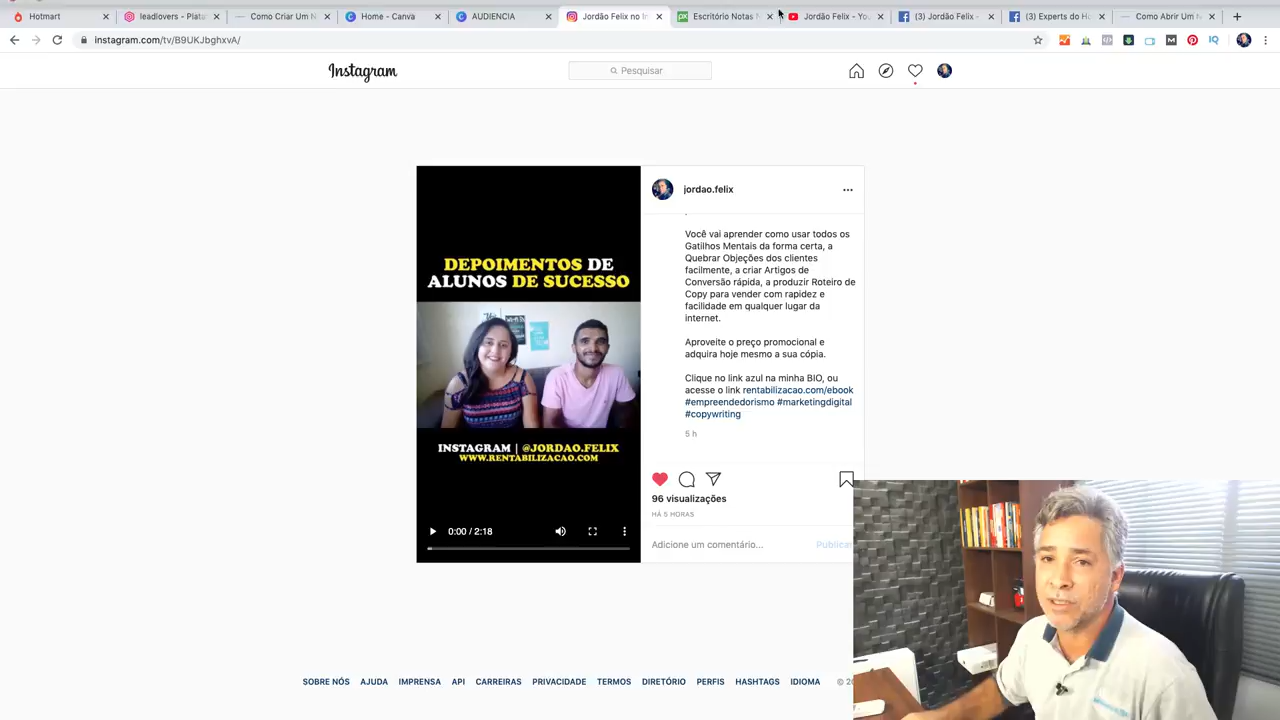 Hotmart
leadlovers - Plataf
Como Criar Um N
Home - Canva
AUDIENCIA
Jordão Felix no In
Escritório Notas M
Jordão Felix - You
(3) Jordão Felix -
(3) Experts do Ho
Como Abrir Um r
instagram.com/tv/B9UKJbghxvA/
Instagram
Pesquisar
jordao.felix
Você vai aprender como usar todos os
Gatilhos Mentais da forma certa, a
Quebrar Objeções dos clientes
facilmente, a criar Artigos de
Conversão rápida, a produzir Roteiro de
Copy para vender com rapidez e
facilidade em qualquer lugar da
internet.
Aproveite o preço promocional e
adquira hoje mesmo a sua cópia.
Clique no link azul na minha BIO, ou
acesse o link rentabilizacao.com/ebook
#empreendedorismo #marketingdigital
#copywriting
5 h
DEPOIMENTOS DE
ALUNOS DE SUCESSO
INSTAGRAM | @JORDAO.FELIX
WWW.RENTABILIZACAO.COM
0:00 / 2:18
96 visualizações
HÁ 5 HORAS
Adicione um comentário... Publicar
SOBRE NÓS AJUDA IMPRENSA API CARREIRAS PRIVACIDADE TERMOS DIRETÓRIO PERFIS HASHTAGS IDIOMA © 20